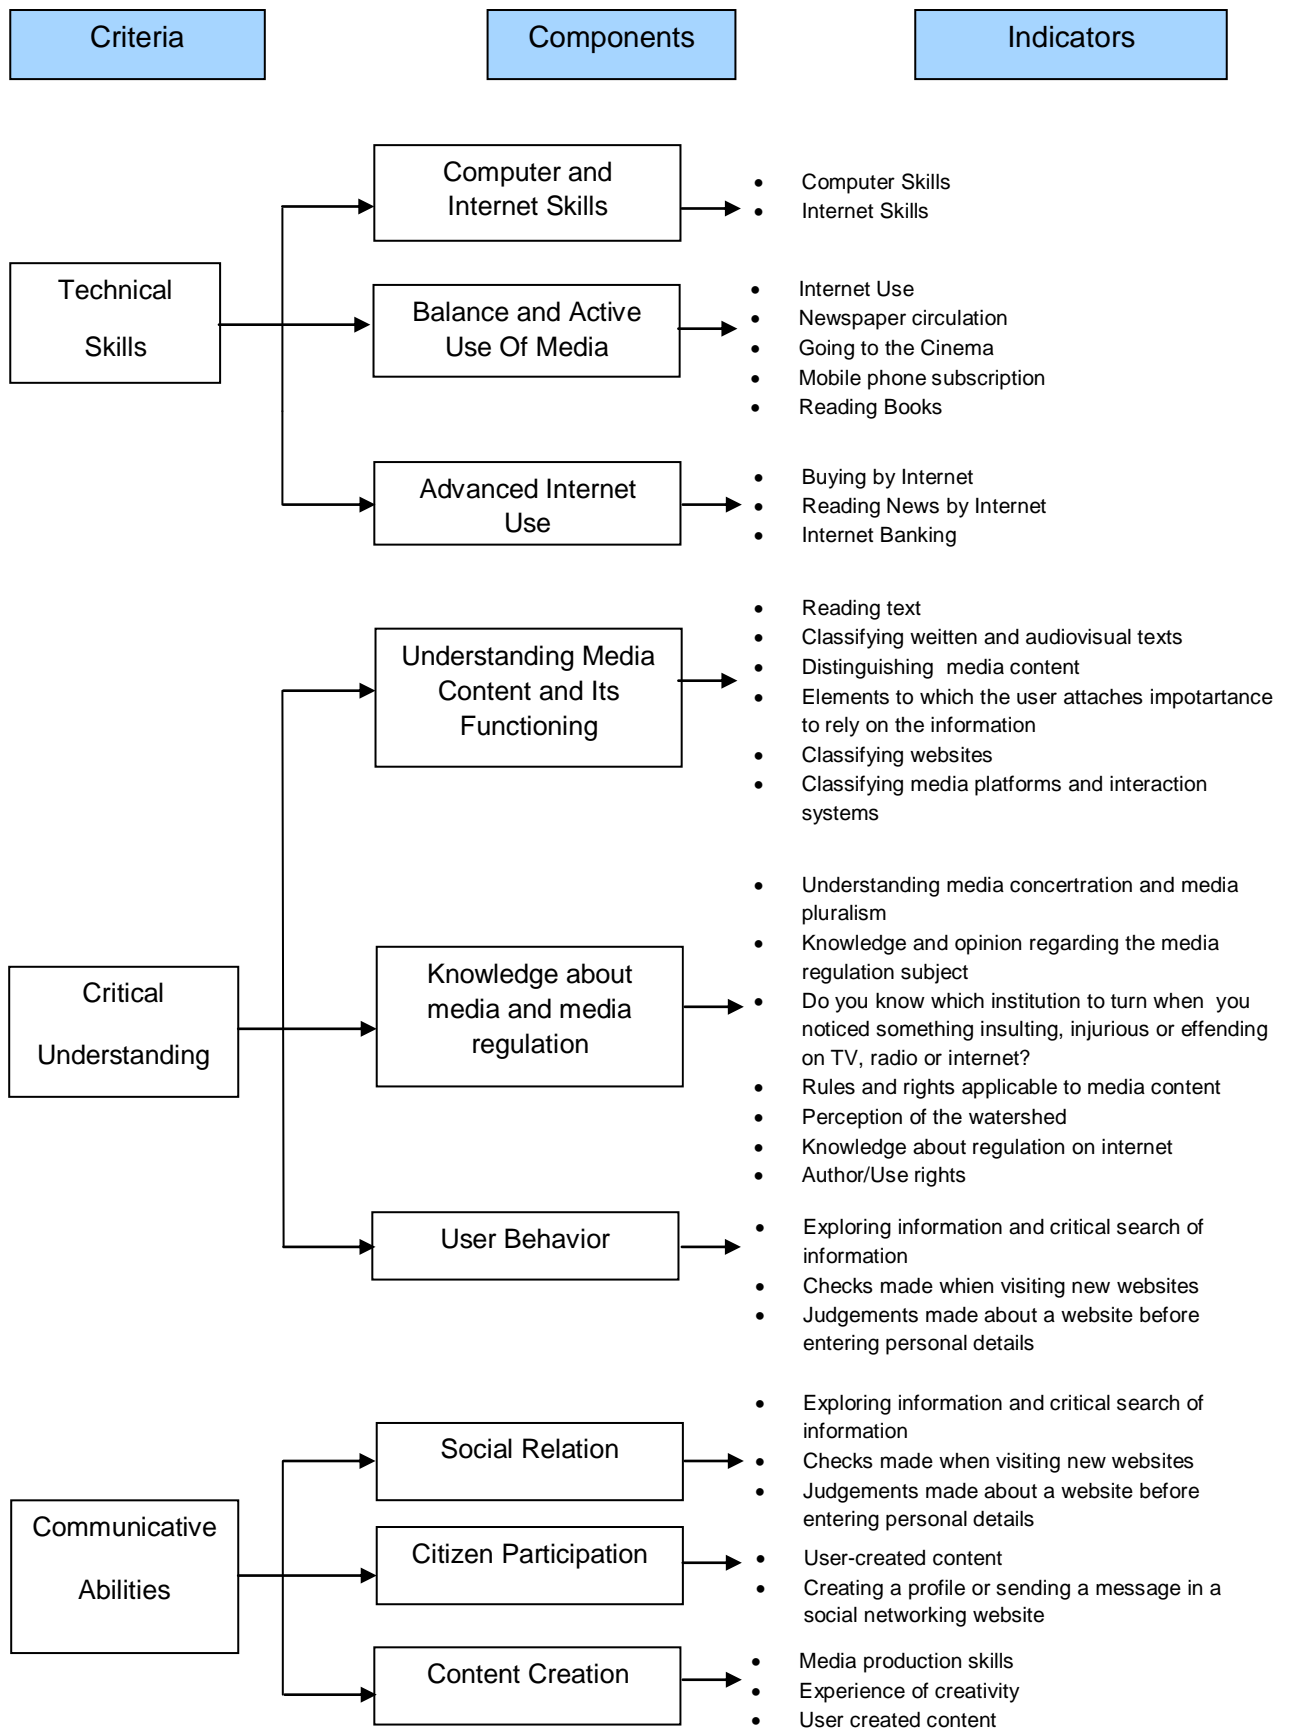 Criteria
Components
Indicators
Technical
Skills
Computer and
Internet Skills
• Computer Skills
• Internet Skills
Balance and Active
Use Of Media
• Internet Use
• Newspaper circulation
• Going to the Cinema
• Mobile phone subscription
• Reading Books
Advanced Internet
Use
• Buying by Internet
• Reading News by Internet
• Internet Banking
Critical
Understanding
Understanding Media
Content and Its
Functioning
• Reading text
• Classifying weitten and audiovisual texts
• Distinguishing media content
• Elements to which the user attaches impotartance
to rely on the information
• Classifying websites
• Classifying media platforms and interaction
systems
Knowledge about
media and media
regulation
• Understanding media concertration and media
pluralism
• Knowledge and opinion regarding the media
regulation subject
• Do you know which institution to turn when you
noticed something insulting, injurious or effending
on TV, radio or internet?
• Rules and rights applicable to media content
• Perception of the watershed
• Knowledge about regulation on internet
• Author/Use rights
User Behavior
• Exploring information and critical search of
information
• Checks made whien visiting new websites
• Judgements made about a website before
entering personal details
Communicative
Abilities
Social Relation
• Exploring information and critical search of
information
• Checks made when visiting new websites
• Judgements made about a website before
entering personal details
Citizen Participation
• User-created content
• Creating a profile or sending a message in a
social networking website
Content Creation
• Media production skills
• Experience of creativity
• User created content